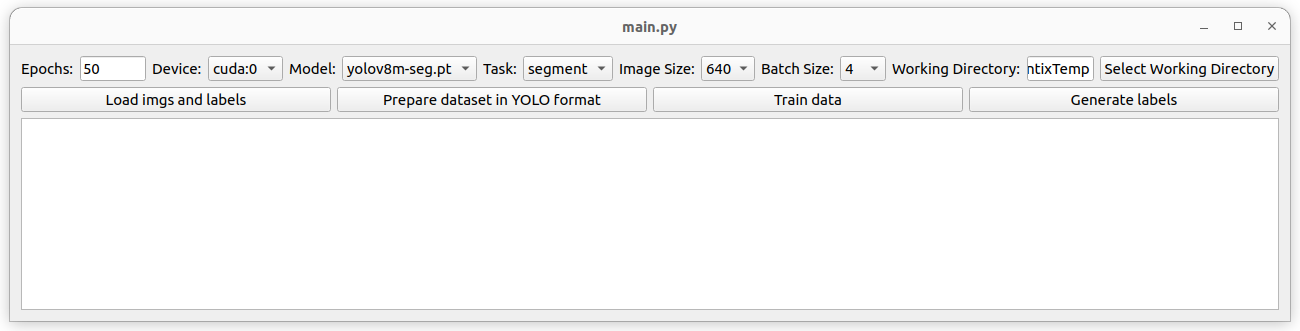 main.py
Epochs: 50 Device: cuda:0 Model: yolov8m-seg.pt Task: segment Image Size: 640 Batch Size: 4 Working Directory: ntixTemp Select Working Directory
Load imgs and labels Prepare dataset in YOLO format Train data Generate labels